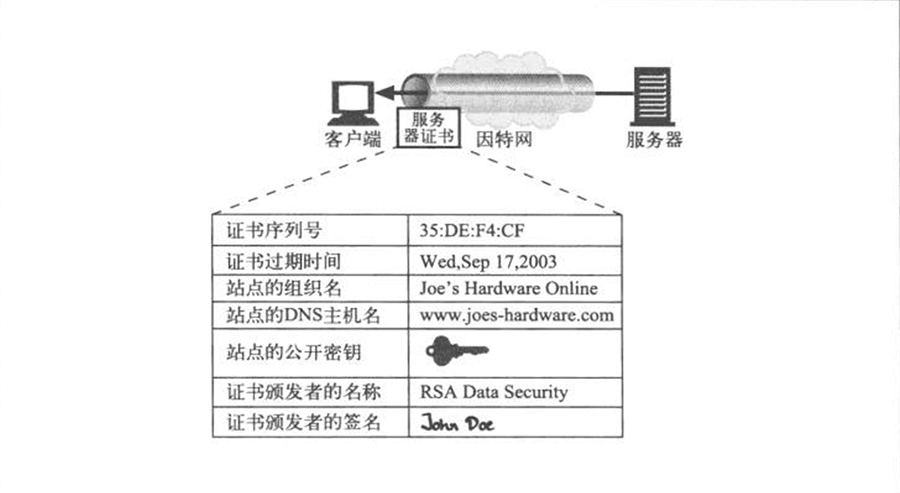 客户端
服务
器证书
因特网
服务器
证书序列号 35:DE:F4:CF
证书过期时间 Wed,Sep 17,2003
站点的组织名 Joe's Hardware Online
站点的DNS主机名 www.joes-hardware.com
站点的公开密钥
证书颁发者的名称 RSA Data Security
证书颁发者的签名 John Doe